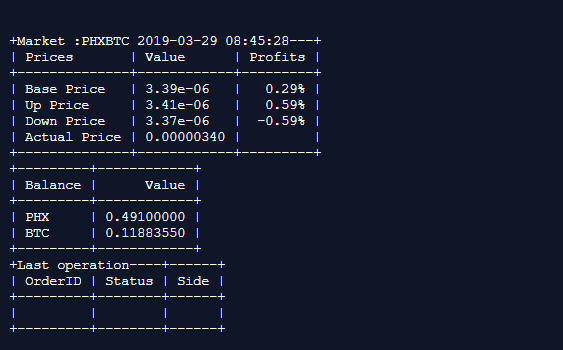 +Market :PHXBTC 2019-03-29 08:45:28---+
| Prices       | Value      | Profits |
+--------------+------------+---------+
| Base Price   | 3.39e-06   |   0.29% |
| Up Price     | 3.41e-06   |   0.59% |
| Down Price   | 3.37e-06   |  -0.59% |
| Actual Price | 0.00000340 |         |
+--------------+------------+---------+
+---------+------------+
| Balance |      Value |
+---------+------------+
| PHX     | 0.49100000 |
| BTC     | 0.11883550 |
+---------+------------+
+Last operation----+------+
| OrderID | Status | Side |
+---------+--------+------+
|         |        |      |
+---------+--------+------+